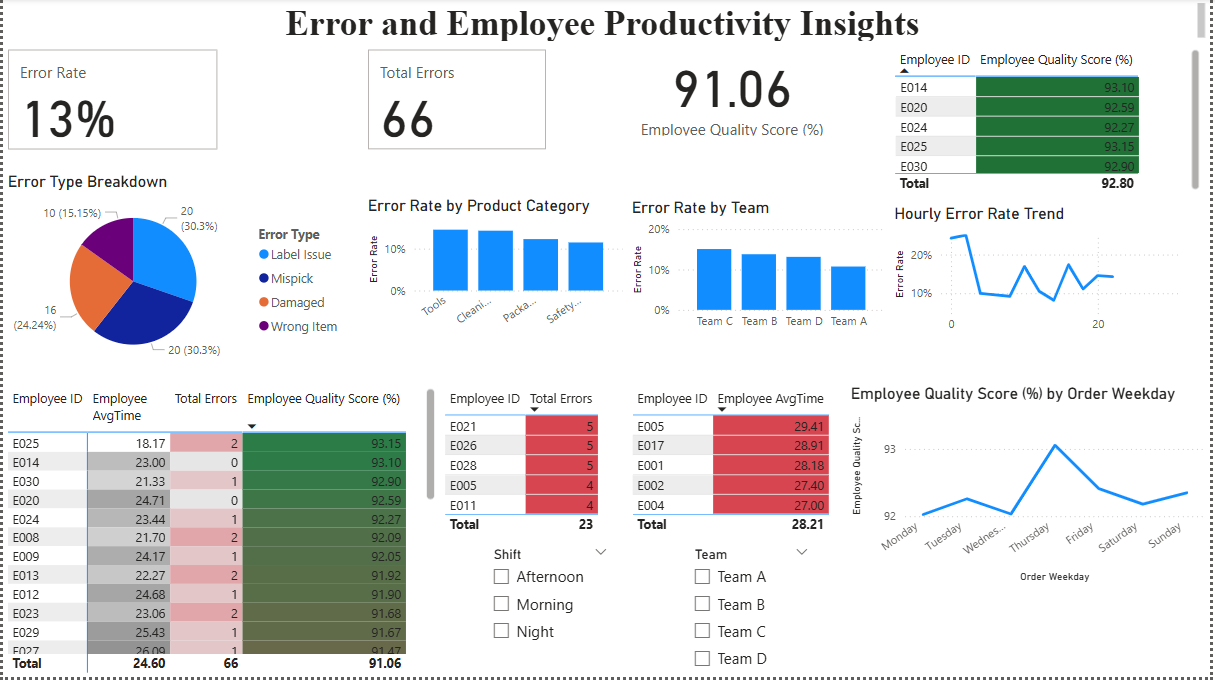 Error and Employee Productivity Insights
Error Rate
13%
Total Errors
66
91.06
Employee Quality Score (%)
Employee ID Employee Quality Score (%)
E014 93.10
E020 92.59
E024 92.27
E025 93.15
E030 92.90
Total 92.80
Error Type Breakdown
10 (15.15%)
20
(30.3%)
16
(24.24%)
20 (30.3%)
Error Type
Label Issue
Mispick
Damaged
Wrong Item
Error Rate by Product Category
Error Rate
10%
0%
Tools Cleani... Packa... Safety...
Error Rate by Team
Error Rate
20%
10%
0%
Team C Team B Team D Team A
Hourly Error Rate Trend
Error Rate
20%
10%
0 20
Employee ID Employee AvgTime Total Errors Employee Quality Score (%)
E025 18.17 2 93.15
E014 23.00 0 93.10
E030 21.33 1 92.90
E020 24.71 0 92.59
E024 23.44 1 92.27
E008 21.70 2 92.09
E009 24.17 1 92.05
E013 22.27 2 91.92
E012 24.68 1 91.90
E023 23.06 2 91.68
E029 25.43 1 91.67
E027 26.09 1 91.47
Total 24.60 66 91.06
Employee ID Total Errors
E021 5
E026 5
E028 5
E005 4
E011 4
Total 23
Employee ID Employee AvgTime
E005 29.41
E017 28.91
E001 28.18
E002 27.40
E004 27.00
Total 28.21
Shift
Afternoon
Morning
Night
Team
Team A
Team B
Team C
Team D
Employee Quality Score (%) by Order Weekday
Employee Quality Sc...
93
92
Monday Tuesday Wednes... Thursday Friday Saturday Sunday
Order Weekday